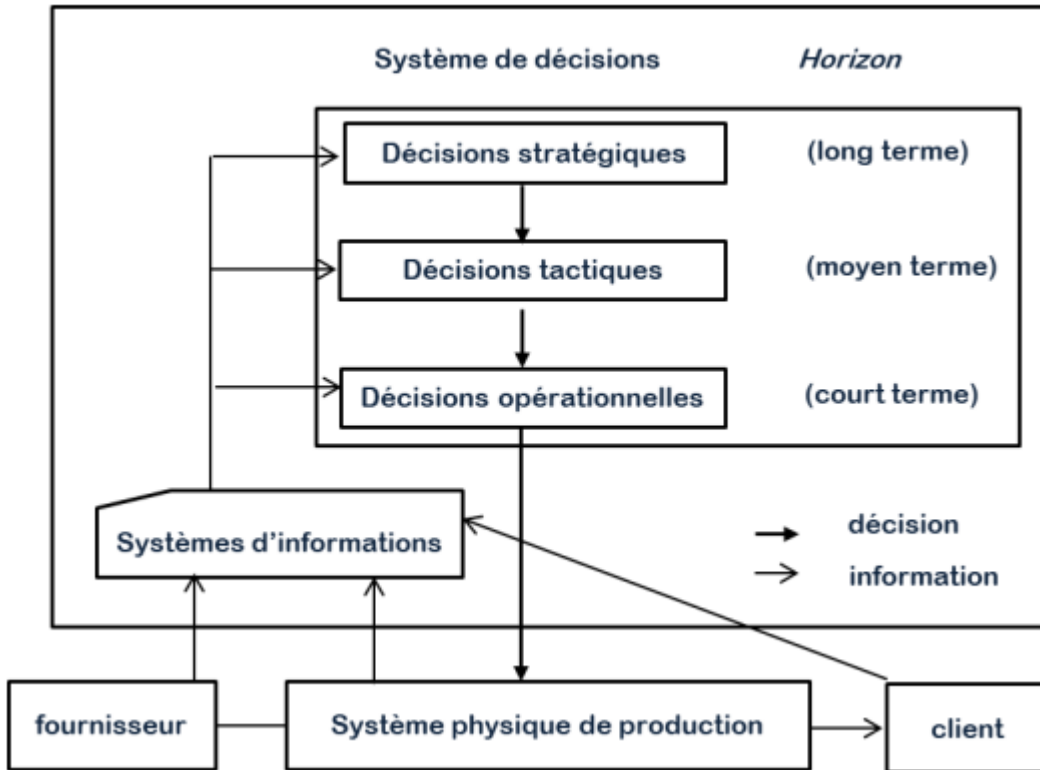 Système de décisions Horizon
Décisions stratégiques (long terme)
Décisions tactiques (moyen terme)
Décisions opérationnelles (court terme)
Systèmes d'informations
décision
information
fournisseur
Système physique de production
client